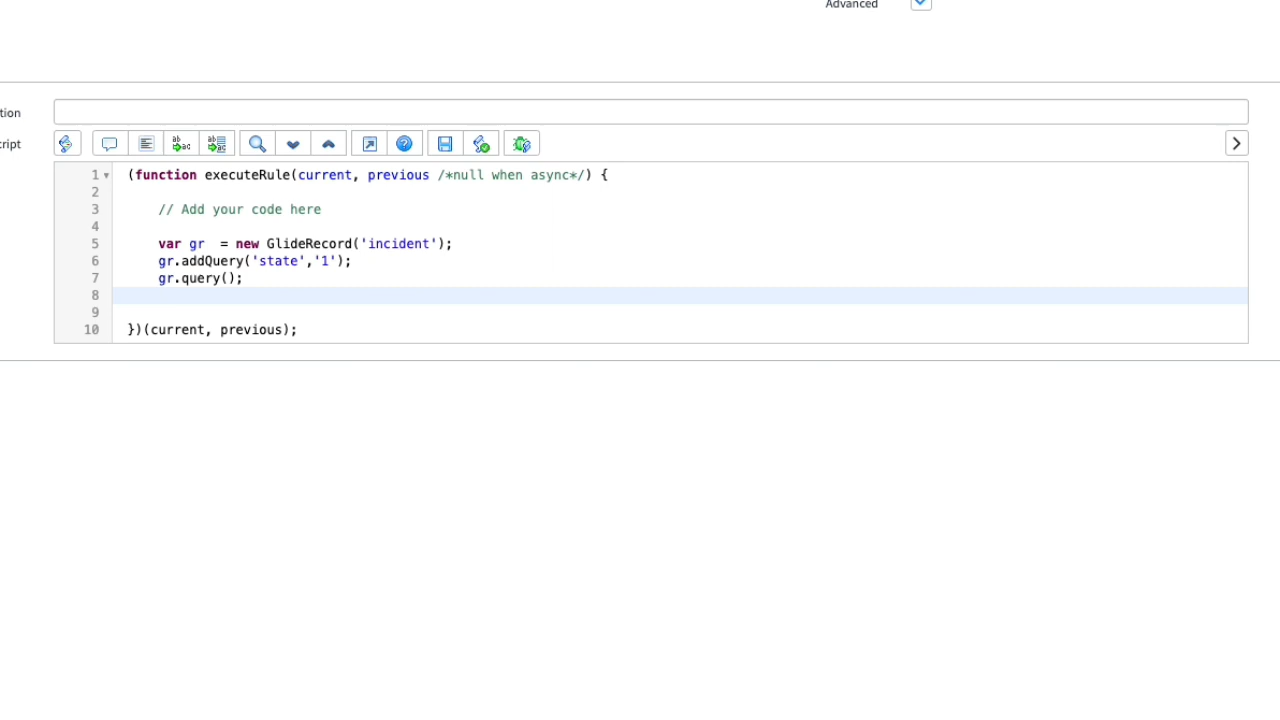 Advanced
tion
cript
1 (function executeRule(current, previous /*null when async*/) {
2
3 // Add your code here
4
5 var gr  = new GlideRecord('incident');
6 gr.addQuery('state','1');
7 gr.query();
8
9
10 })(current, previous);